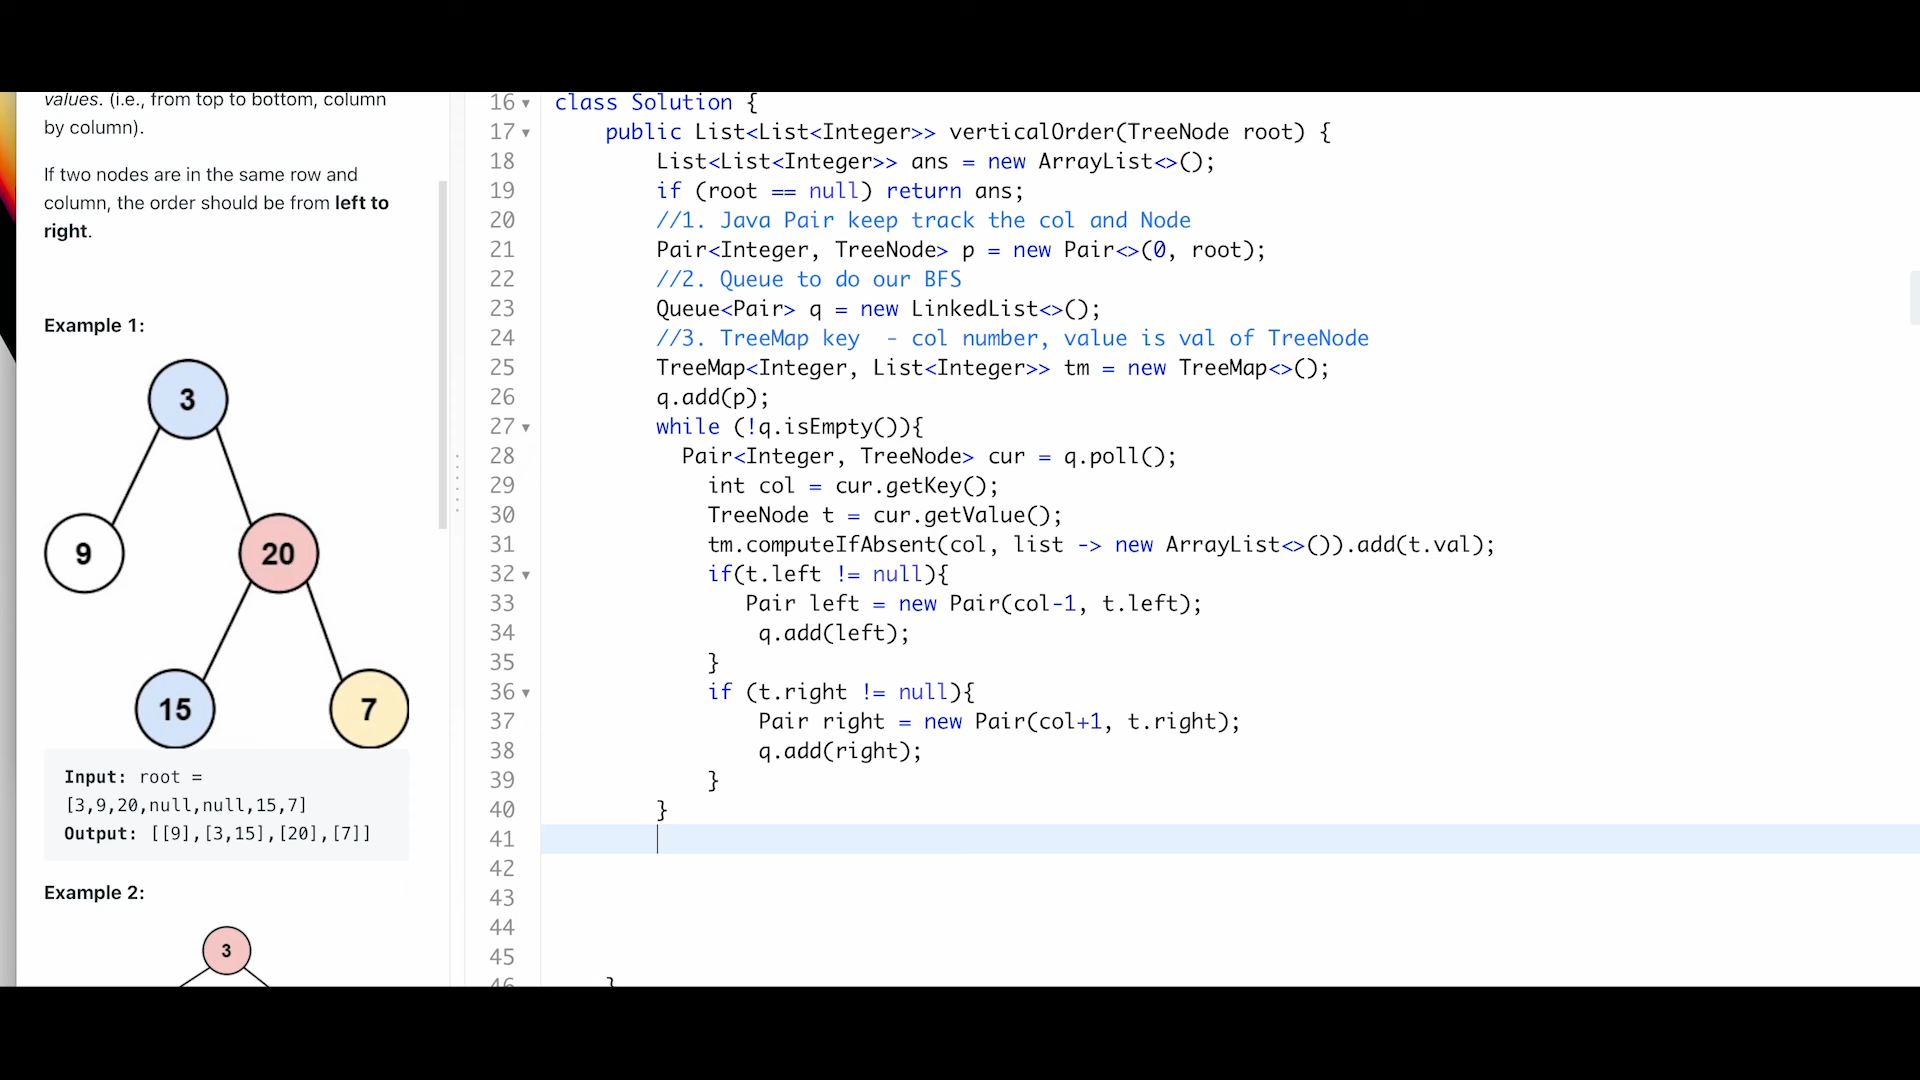 values. (i.e., from top to bottom, column
by column).
If two nodes are in the same row and
column, the order should be from left to
right.
Example 1:
3
9
20
15
7
Input: root =
[3,9,20,null,null,15,7]
Output: [[9],[3,15],[20],[7]]
Example 2:
3
16 class Solution {
17 public List<List<Integer>> verticalOrder(TreeNode root) {
18 List<List<Integer>> ans = new ArrayList<>();
19 if (root == null) return ans;
20 //1. Java Pair keep track the col and Node
21 Pair<Integer, TreeNode> p = new Pair<>(0, root);
22 //2. Queue to do our BFS
23 Queue<Pair> q = new LinkedList<>();
24 //3. TreeMap key  - col number, value is val of TreeNode
25 TreeMap<Integer, List<Integer>> tm = new TreeMap<>();
26 q.add(p);
27 while (!q.isEmpty()){
28 Pair<Integer, TreeNode> cur = q.poll();
29 int col = cur.getKey();
30 TreeNode t = cur.getValue();
31 tm.computeIfAbsent(col, list -> new ArrayList<>()).add(t.val);
32 if(t.left != null){
33 Pair left = new Pair(col-1, t.left);
34 q.add(left);
35 }
36 if (t.right != null){
37 Pair right = new Pair(col+1, t.right);
38 q.add(right);
39 }
40 }
41
42
43
44
45
46 }